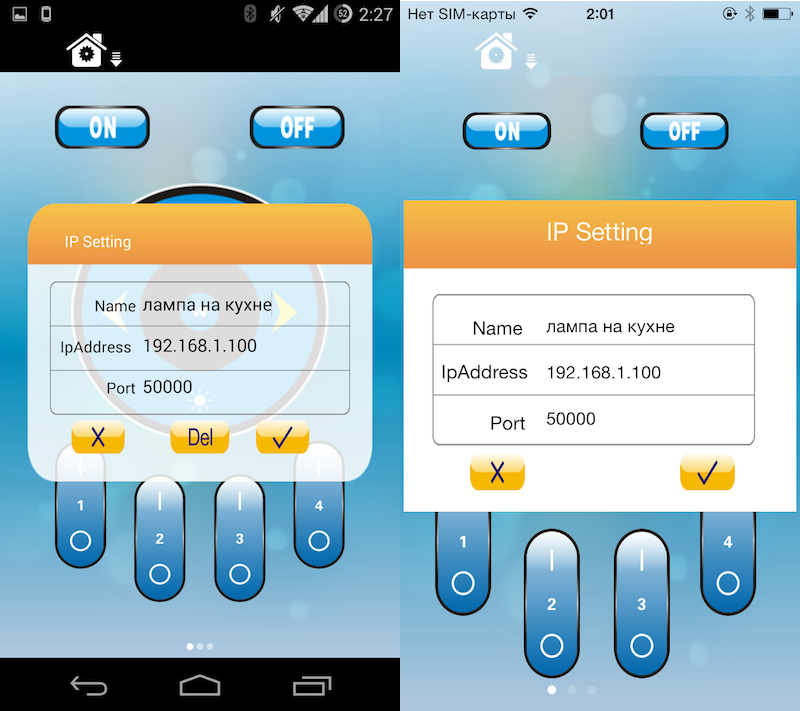 52 2:27
ON OFF
IP Setting
Name лампа на кухне
IpAddress 192.168.1.100
Port 50000
X Del ✓
1 2 3 4
Нет SIM-карты 2:01
ON OFF
IP Setting
Name лампа на кухне
IpAddress 192.168.1.100
Port 50000
X ✓
1 2 3 4